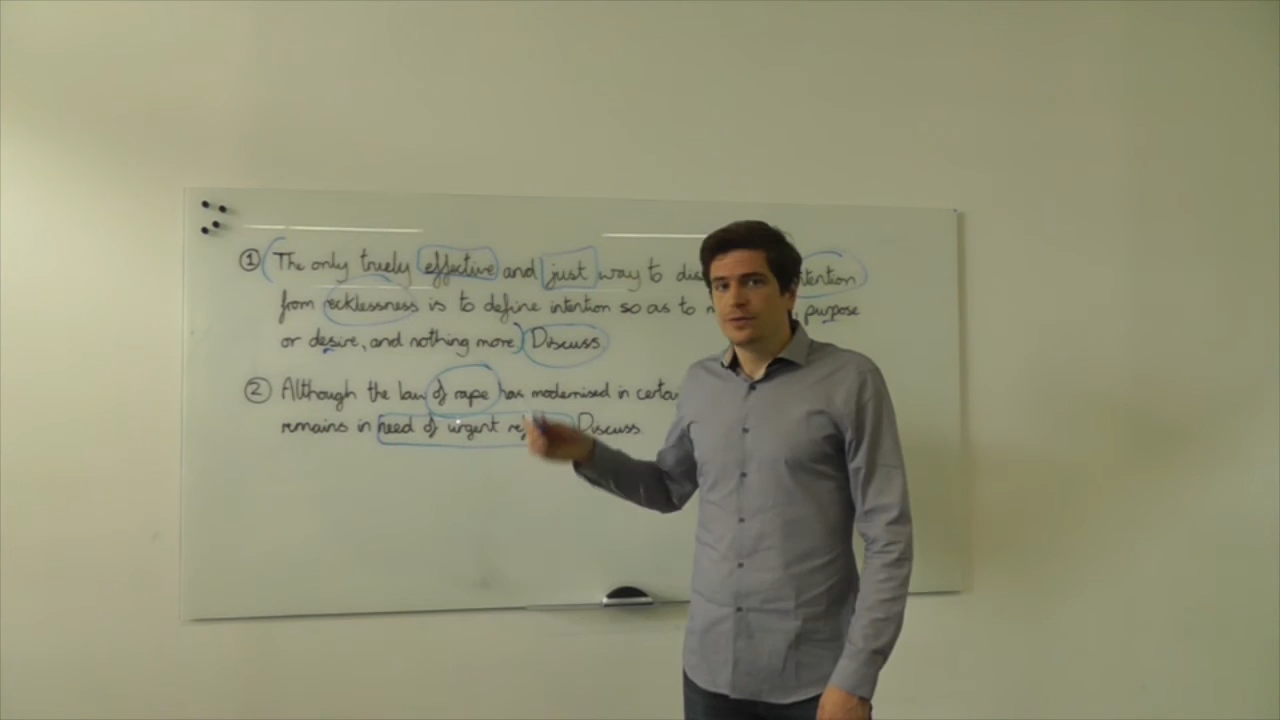 ① (The only truely effective and just way to
from recklessness is to define intention so as to purpose
or desire, and nothing more.) Discuss
② Although the law of rape has modernised in
remains in need of urgent Discuss